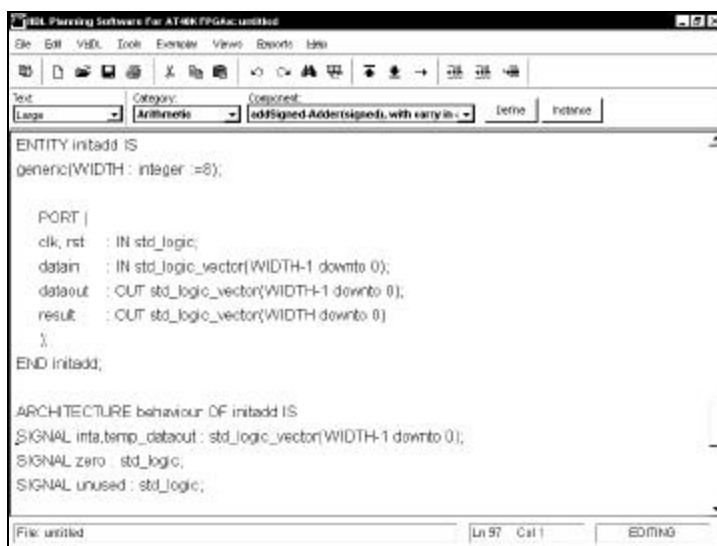 HDL Planning Software For AT40K FPGAs: untitled
File Edit VHDL Tools Exemplar Views Reports Help
Text: Category: Component:
Large Arithmetic addSigned-Adder(signed), with carry in Define Instance
ENTITY initadd IS
generic(WIDTH : integer :=8);
PORT (
clk, rst : IN std_logic;
datain : IN std_logic_vector(WIDTH-1 downto 0);
dataout : OUT std_logic_vector(WIDTH-1 downto 0);
result : OUT std_logic_vector(WIDTH downto 0)
);
END initadd;
ARCHITECTURE behaviour OF initadd IS
SIGNAL inta,temp_dataout : std_logic_vector(WIDTH-1 downto 0);
SIGNAL zero : std_logic;
SIGNAL unused : std_logic;
File: untitled Ln 97 Col 1 EDITING